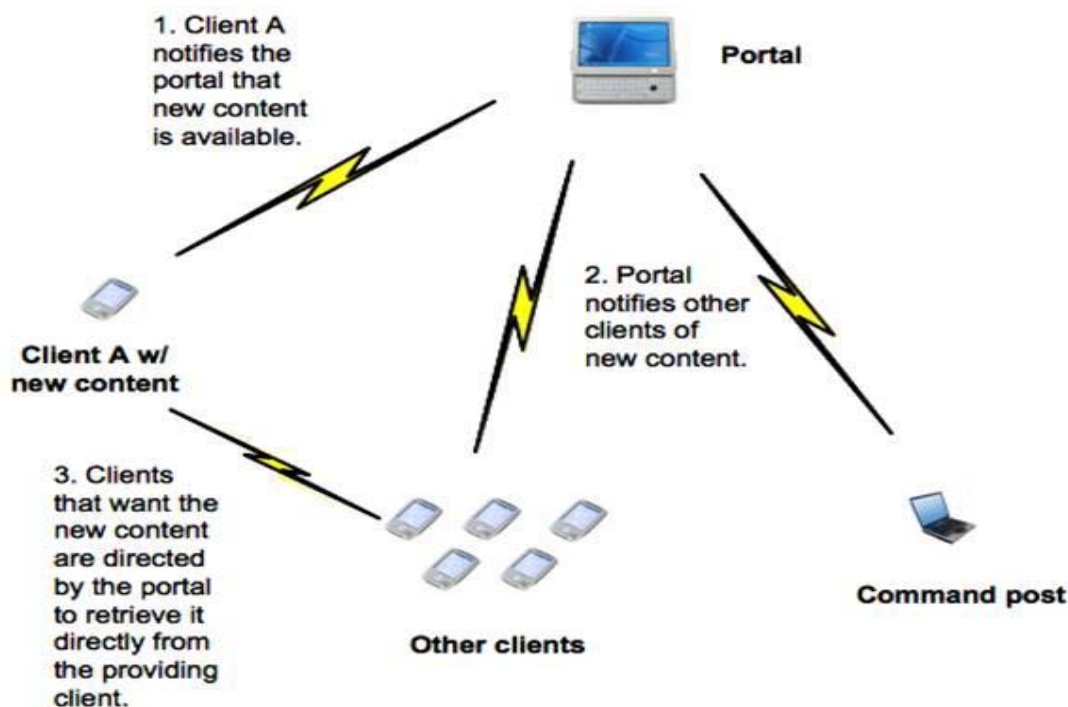 1. Client A
notifies the
portal that
new content
is available.
Portal
2. Portal
notifies other
clients of
new content.
Client A w/
new content
3. Clients
that want the
new content
are directed
by the portal
to retrieve it
directly from
the providing
client.
Other clients
Command post